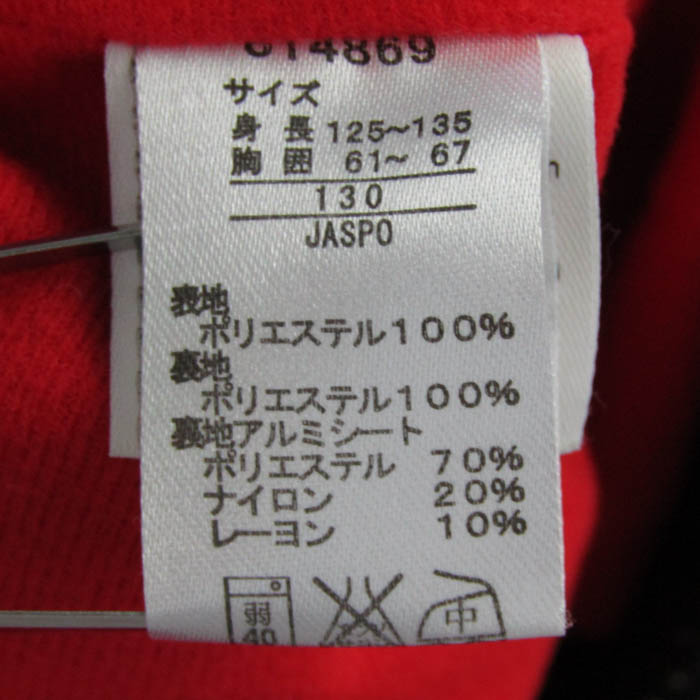 614869
サイズ
身長 125～135
胸囲 61～ 67
130
JASPO
表地
ポリエステル100%
裏地
ポリエステル100%
裏地アルミシート
ポリエステル 70%
ナイロン 20%
レーヨン 10%
弱 中
40